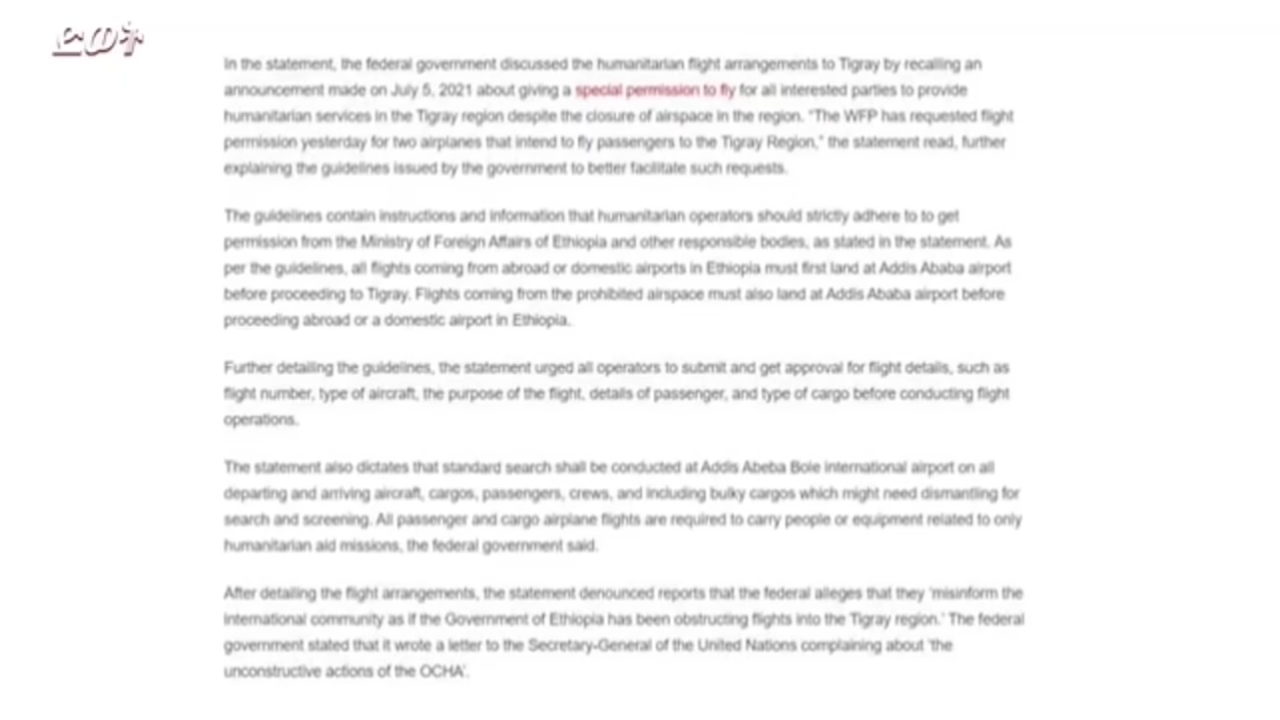 In the statement, the federal government discussed the humanitarian flight arrangements to Tigray by recalling an
announcement made on July 5, 2021 about giving a special permission to fly for all interested parties to provide
humanitarian services in the Tigray region despite the closure of airspace in the region. “The WFP has requested flight
permission yesterday for two airplanes that intend to fly passengers to the Tigray Region,” the statement read, further
explaining the guidelines issued by the government to better facilitate such requests.
The guidelines contain instructions and information that humanitarian operators should strictly adhere to to get
permission from the Ministry of Foreign Affairs of Ethiopia and other responsible bodies, as stated in the statement. As
per the guidelines, all flights coming from abroad or domestic airports in Ethiopia must first land at Addis Ababa airport
before proceeding to Tigray. Flights coming from the prohibited airspace must also land at Addis Ababa airport before
proceeding abroad or a domestic airport in Ethiopia.
Further detailing the guidelines, the statement urged all operators to submit and get approval for flight details, such as
flight number, type of aircraft, the purpose of the flight, details of passenger, and type of cargo before conducting flight
operations.
The statement also dictates that standard search shall be conducted at Addis Abeba Bole international airport on all
departing and arriving aircraft, cargos, passengers, crews, and including bulky cargos which might need dismantling for
search and screening. All passenger and cargo airplane flights are required to carry people or equipment related to only
humanitarian aid missions, the federal government said.
After detailing the flight arrangements, the statement denounced reports that the federal alleges that they ‘misinform the
international community as if the Government of Ethiopia has been obstructing flights into the Tigray region.’ The federal
government stated that it wrote a letter to the Secretary-General of the United Nations complaining about ‘the
unconstructive actions of the OCHA’.